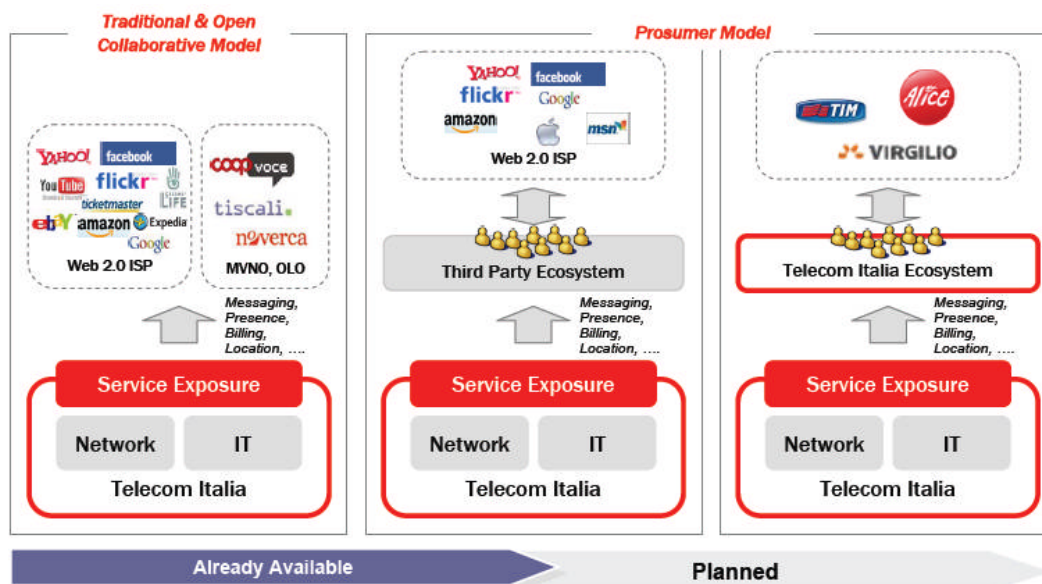 Traditional & Open
Collaborative Model
YAHOO!
facebook
You Tube
flickr
LIFE
ticketmaster
ebay
amazon
Expedia
Google
Web 2.0 ISP
coop voce
tiscali.
noverca
MVNO, OLO
Messaging,
Presence,
Billing,
Location, ....
Service Exposure
Network
IT
Telecom Italia
Prosumer Model
YAHOO!
facebook
flickr
Google
amazon
msn
Web 2.0 ISP
Third Party Ecosystem
Messaging,
Presence,
Billing,
Location, ....
Service Exposure
Network
IT
Telecom Italia
TIM
Alice
VIRGILIO
Telecom Italia Ecosystem
Messaging,
Presence,
Billing,
Location, ....
Service Exposure
Network
IT
Telecom Italia
Already Available
Planned